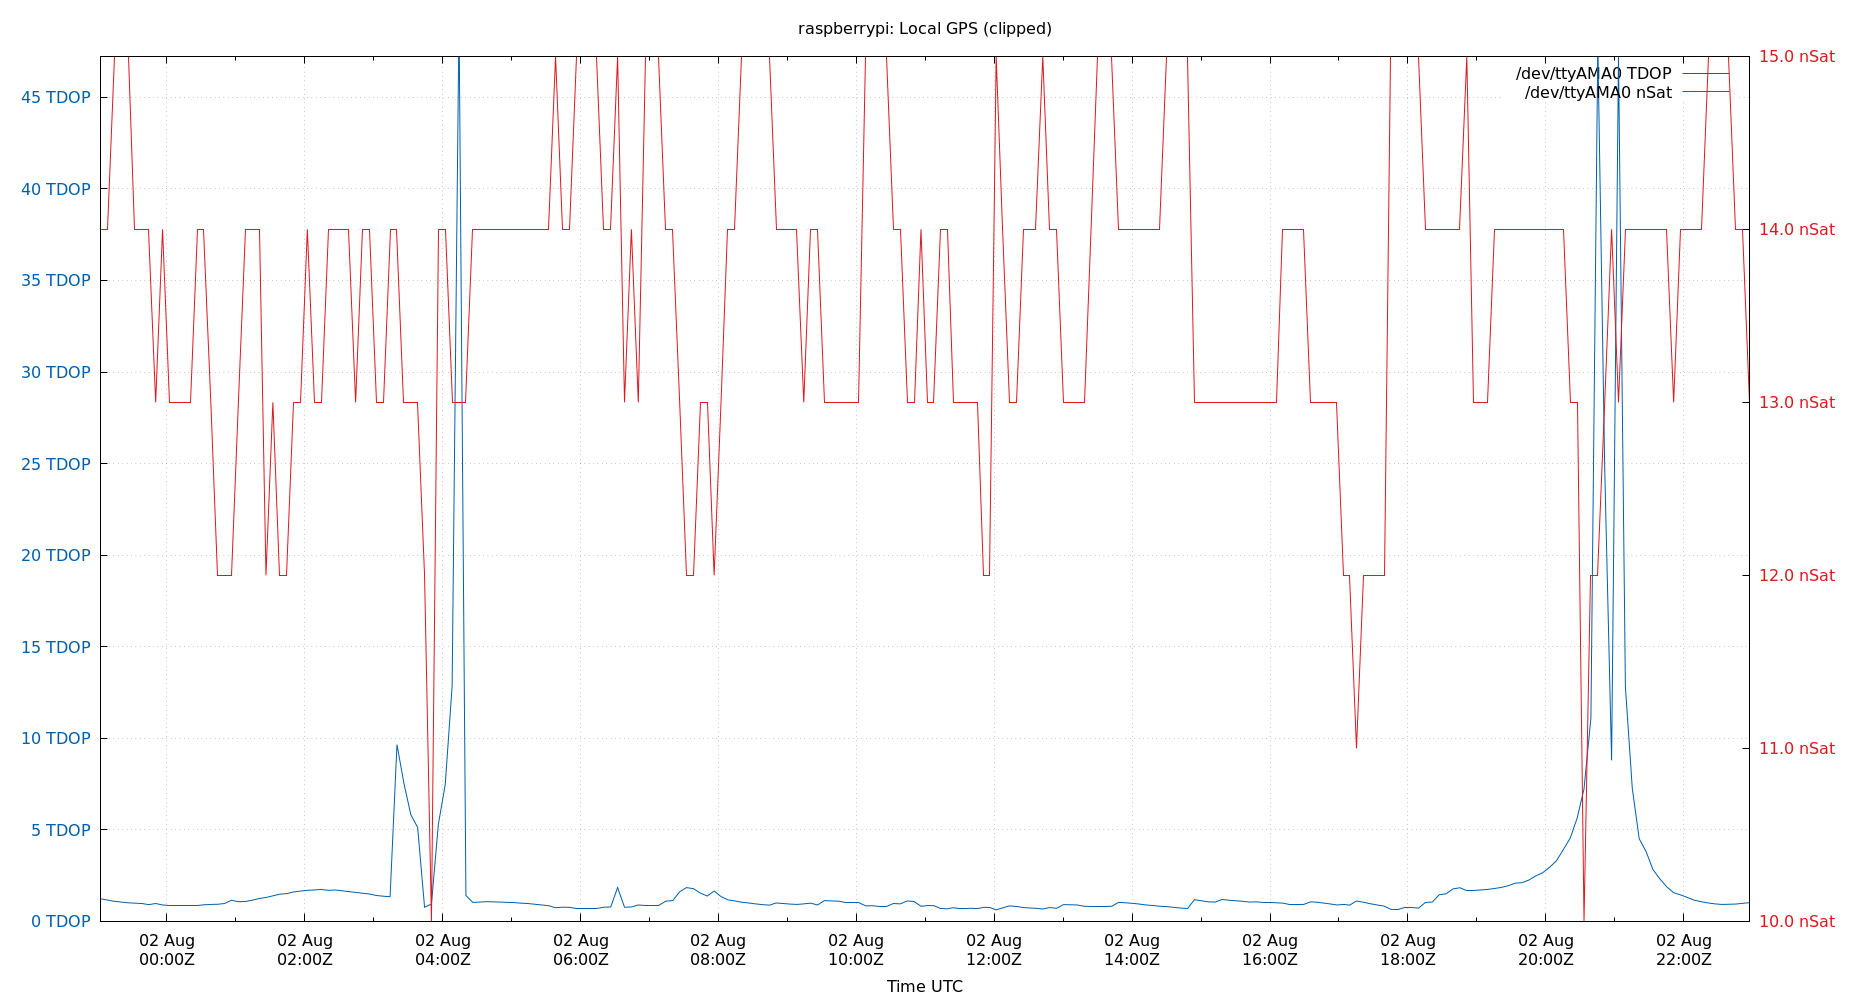 raspberrypi: Local GPS (clipped)
/dev/ttyAMA0 TDOP
/dev/ttyAMA0 nSat
45 TDOP
40 TDOP
35 TDOP
30 TDOP
25 TDOP
20 TDOP
15 TDOP
10 TDOP
5 TDOP
0 TDOP
15.0 nSat
14.0 nSat
13.0 nSat
12.0 nSat
11.0 nSat
10.0 nSat
02 Aug
00:00Z
02 Aug
02:00Z
02 Aug
04:00Z
02 Aug
06:00Z
02 Aug
08:00Z
02 Aug
10:00Z
02 Aug
12:00Z
02 Aug
14:00Z
02 Aug
16:00Z
02 Aug
18:00Z
02 Aug
20:00Z
02 Aug
22:00Z
Time UTC